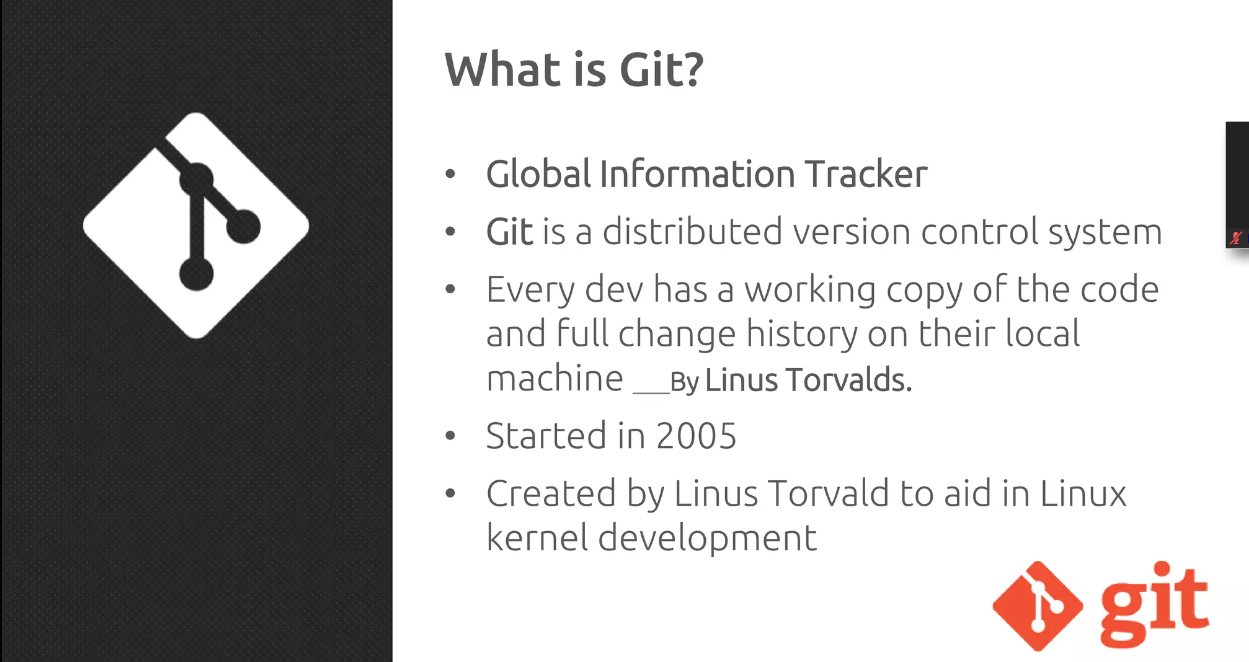 What is Git?
• Global Information Tracker
• Git is a distributed version control system
• Every dev has a working copy of the code
and full change history on their local
machine ___By Linus Torvalds.
• Started in 2005
• Created by Linus Torvald to aid in Linux
kernel development
git